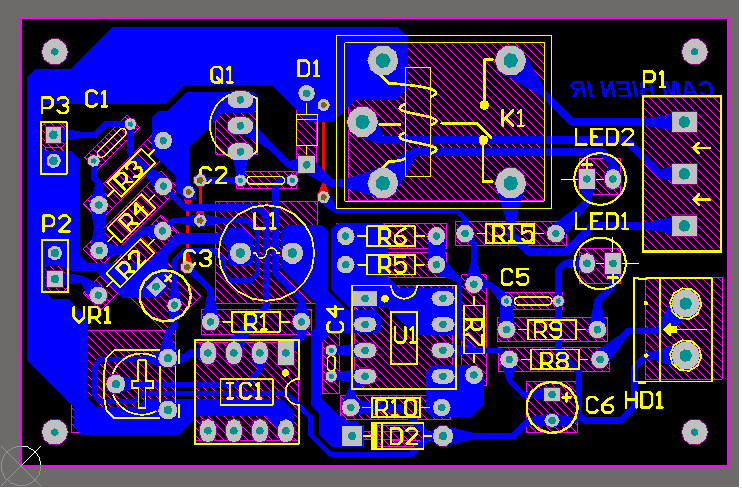 Q1
D1
P1
P3
C1
CAM BIEN IR
K1
LED2
R3
C2
R4
P2
L1
LED1
R6
R15
R2
C3
R5
C5
VR1
R1
C4
U1
R7
R9
R8
IC1
R10
C6
HD1
D2